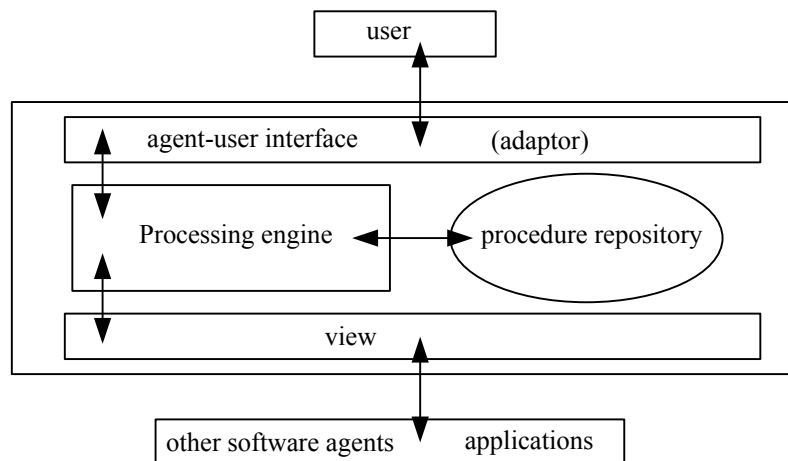 user
agent-user interface (adaptor)
Processing engine procedure repository
view
other software agents applications